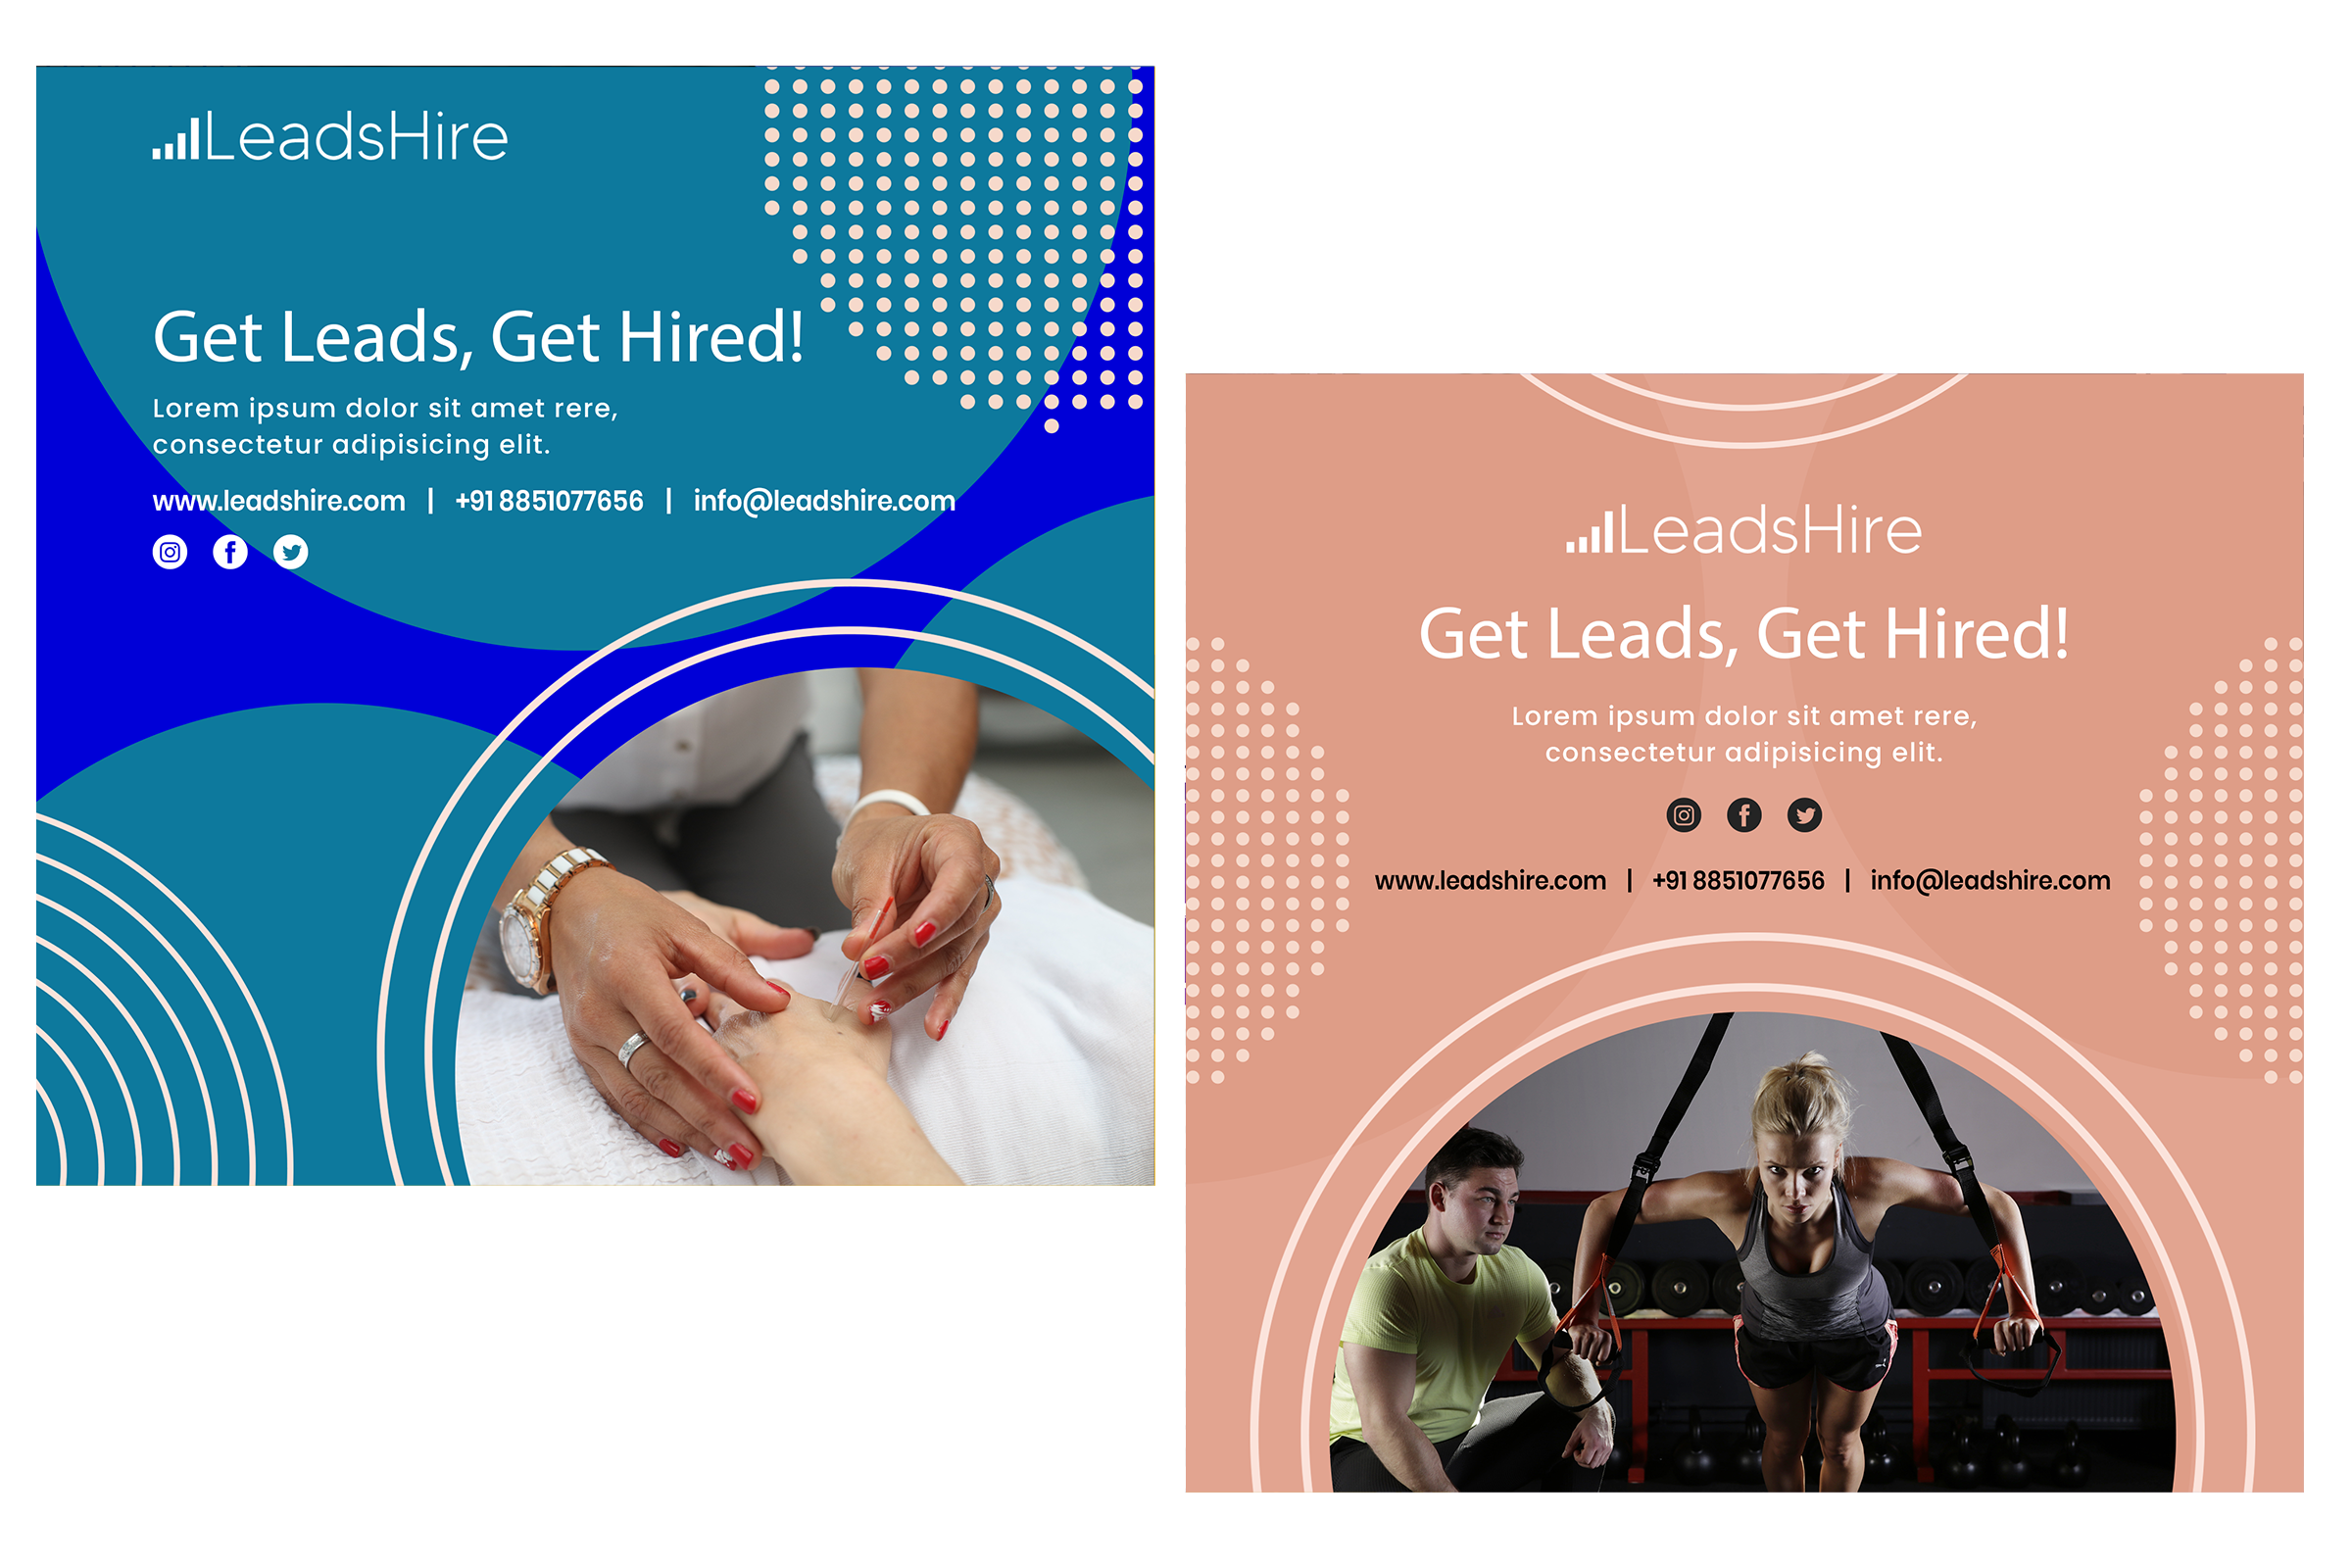 LeadsHire
Get Leads, Get Hired!
Lorem ipsum dolor sit amet rere,
consectetur adipisicing elit.
www.leadshire.com | +91 8851077656 | info@leadshire.com
LeadsHire
Get Leads, Get Hired!
Lorem ipsum dolor sit amet rere,
consectetur adipisicing elit.
www.leadshire.com | +91 8851077656 | info@leadshire.com